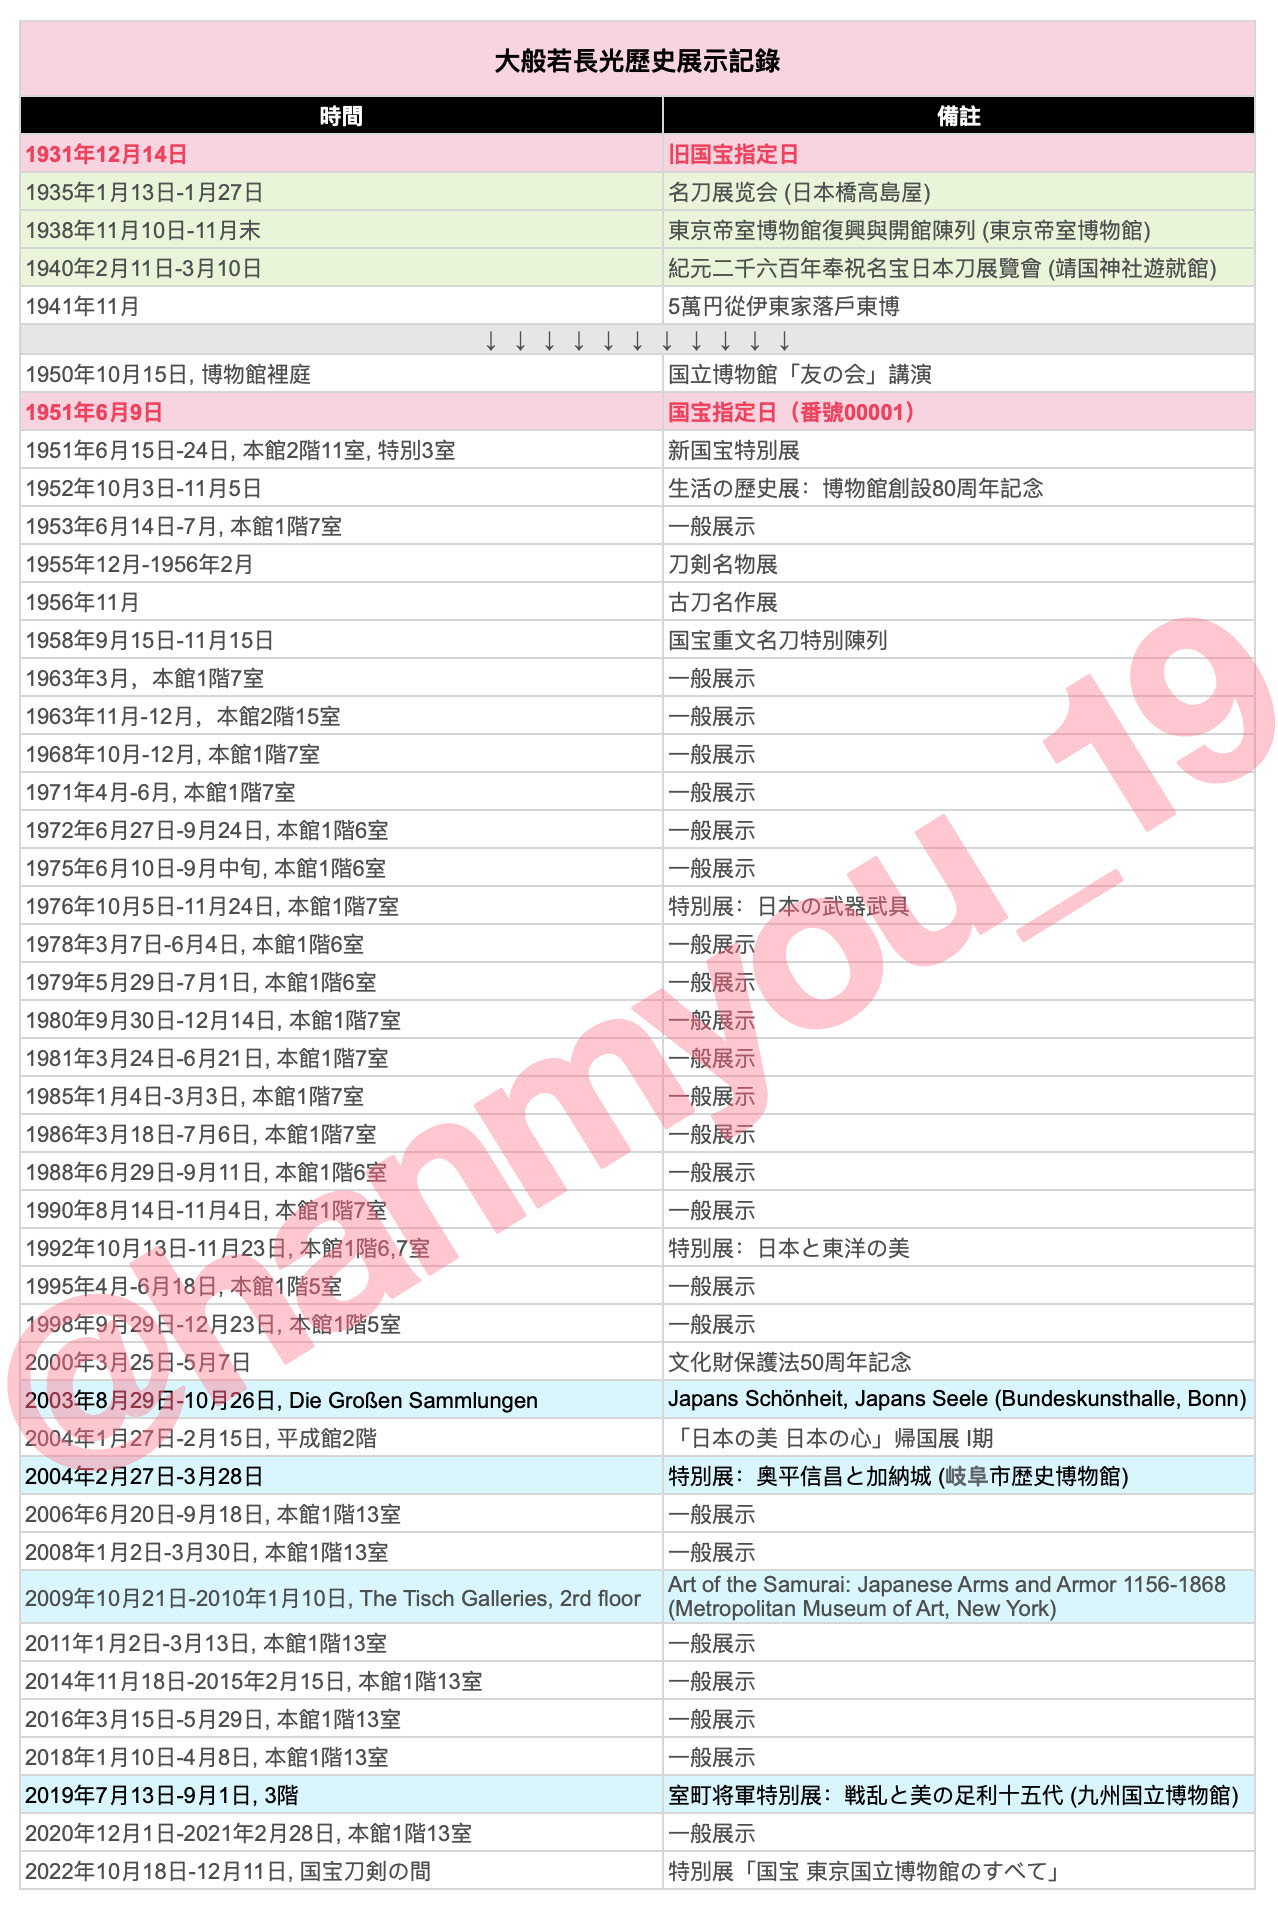 大般若長光歷史展示記錄
時間 備註
1931年12月14日 旧国宝指定日
1935年1月13日-1月27日 名刀展览会 (日本橋高島屋)
1938年11月10日-11月末 東京帝室博物館復興與開館陳列 (東京帝室博物館)
1940年2月11日-3月10日 紀元二千六百年奉祝名宝日本刀展覽會 (靖国神社遊就館)
1941年11月 5萬円從伊東家落戶東博
↓ ↓ ↓ ↓ ↓ ↓ ↓ ↓ ↓ ↓ ↓
1950年10月15日, 博物館裡庭 国立博物館「友の会」講演
1951年6月9日 国宝指定日（番號00001）
1951年6月15日-24日, 本館2階11室, 特別3室 新国宝特別展
1952年10月3日-11月5日 生活の歷史展：博物館創設80周年記念
1953年6月14日-7月, 本館1階7室 一般展示
1955年12月-1956年2月 刀剣名物展
1956年11月 古刀名作展
1958年9月15日-11月15日 国宝重文名刀特別陳列
1963年3月，本館1階7室 一般展示
1963年11月-12月，本館2階15室 一般展示
1968年10月-12月, 本館1階7室 一般展示
1971年4月-6月, 本館1階7室 一般展示
1972年6月27日-9月24日, 本館1階6室 一般展示
1975年6月10日-9月中旬, 本館1階6室 一般展示
1976年10月5日-11月24日, 本館1階7室 特別展：日本の武器武具
1978年3月7日-6月4日, 本館1階6室 一般展示
1979年5月29日-7月1日, 本館1階6室 一般展示
1980年9月30日-12月14日, 本館1階7室 一般展示
1981年3月24日-6月21日, 本館1階7室 一般展示
1985年1月4日-3月3日, 本館1階7室 一般展示
1986年3月18日-7月6日, 本館1階7室 一般展示
1988年6月29日-9月11日, 本館1階6室 一般展示
1990年8月14日-11月4日, 本館1階7室 一般展示
1992年10月13日-11月23日, 本館1階6,7室 特別展：日本と東洋の美
1995年4月-6月18日, 本館1階5室 一般展示
1998年9月29日-12月23日, 本館1階5室 一般展示
2000年3月25日-5月7日 文化財保護法50周年記念
2003年8月29日-10月26日, Die Großen Sammlungen Japans Schönheit, Japans Seele (Bundeskunsthalle, Bonn)
2004年1月27日-2月15日, 平成館2階 「日本の美 日本の心」帰国展 I期
2004年2月27日-3月28日 特別展：奥平信昌と加納城 (岐阜市歴史博物館)
2006年6月20日-9月18日, 本館1階13室 一般展示
2008年1月2日-3月30日, 本館1階13室 一般展示
2009年10月21日-2010年1月10日, The Tisch Galleries, 2rd floor Art of the Samurai: Japanese Arms and Armor 1156-1868
(Metropolitan Museum of Art, New York)
2011年1月2日-3月13日, 本館1階13室 一般展示
2014年11月18日-2015年2月15日, 本館1階13室 一般展示
2016年3月15日-5月29日, 本館1階13室 一般展示
2018年1月10日-4月8日, 本館1階13室 一般展示
2019年7月13日-9月1日, 3階 室町将軍特別展：戦乱と美の足利十五代 (九州国立博物館)
2020年12月1日-2021年2月28日, 本館1階13室 一般展示
2022年10月18日-12月11日, 国宝刀剣の間 特別展「国宝 東京国立博物館のすべて」
@hanmyou_19